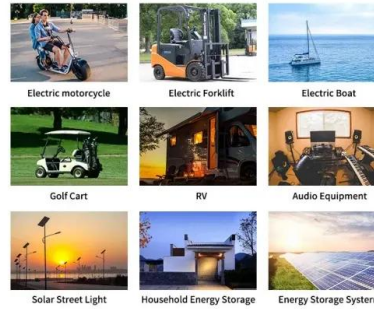 Electric motorcycle
Electric Forklift
Electric Boat
Golf Cart
RV
Audio Equipment
Solar Street Light
Household Energy Storage
Energy Storage System